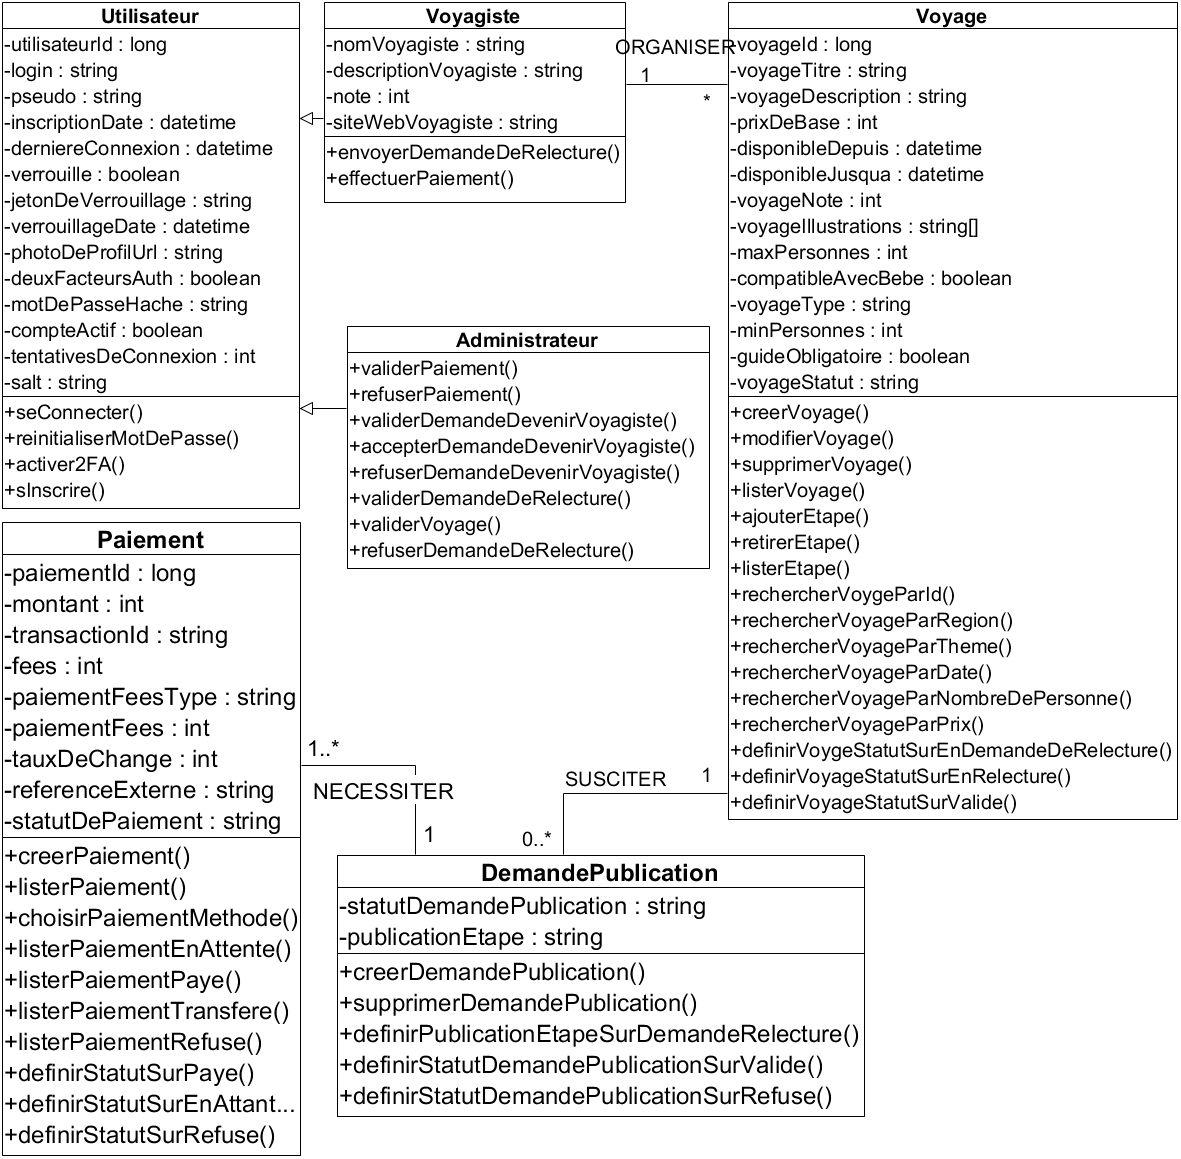 Utilisateur
-utilisateurId : long
-login : string
-pseudo : string
-inscriptionDate : datetime
-derniereConnexion : datetime
-verrouille : boolean
-jetonDeVerrouillage : string
-verrouillageDate : datetime
-photoDeProfilUrl : string
-deuxFacteursAuth : boolean
-motDePasseHache : string
-compteActif : boolean
-tentativesDeConnexion : int
-salt : string
+seConnecter()
+reinitialiserMotDePasse()
+activer2FA()
+sInscrire()
Voyagiste
-nomVoyagiste : string
-descriptionVoyagiste : string
-note : int
-siteWebVoyagiste : string
+envoyerDemandeDeRelecture()
+effectuerPaiement()
ORGANISER
1
*
Voyage
-voyageId : long
-voyageTitre : string
-voyageDescription : string
-prixDeBase : int
-disponibleDepuis : datetime
-disponibleJusqua : datetime
-voyageNote : int
-voyageIllustrations : string[]
-maxPersonnes : int
-compatibleAvecBebe : boolean
-voyageType : string
-minPersonnes : int
-guideObligatoire : boolean
-voyageStatut : string
+creerVoyage()
+modifierVoyage()
+supprimerVoyage()
+listerVoyage()
+ajouterEtape()
+retirerEtape()
+listerEtape()
+rechercherVoygeParId()
+rechercherVoyageParRegion()
+rechercherVoyageParTheme()
+rechercherVoyageParDate()
+rechercherVoyageParNombreDePersonne()
+rechercherVoyageParPrix()
+definirVoygeStatutSurEnDemandeDeRelecture()
+definirVoyageStatutSurEnRelecture()
+definirVoyageStatutSurValide()
Administrateur
+validerPaiement()
+refuserPaiement()
+validerDemandeDevenirVoyagiste()
+accepterDemandeDevenirVoyagiste()
+refuserDemandeDevenirVoyagiste()
+validerDemandeDeRelecture()
+validerVoyage()
+refuserDemandeDeRelecture()
Paiement
-paiementId : long
-montant : int
-transactionId : string
-fees : int
-paiementFeesType : string
-paiementFees : int
-tauxDeChange : int
-referenceExterne : string
-statutDePaiement : string
+creerPaiement()
+listerPaiement()
+choisirPaiementMethode()
+listerPaiementEnAttente()
+listerPaiementPaye()
+listerPaiementTransfere()
+listerPaiementRefuse()
+definirStatutSurPaye()
+definirStatutSurEnAttant...
+definirStatutSurRefuse()
1..*
NECESSITER
1
SUSCITER
1
0..*
DemandePublication
-statutDemandePublication : string
-publicationEtape : string
+creerDemandePublication()
+supprimerDemandePublication()
+definirPublicationEtapeSurDemandeRelecture()
+definirStatutDemandePublicationSurValide()
+definirStatutDemandePublicationSurRefuse()